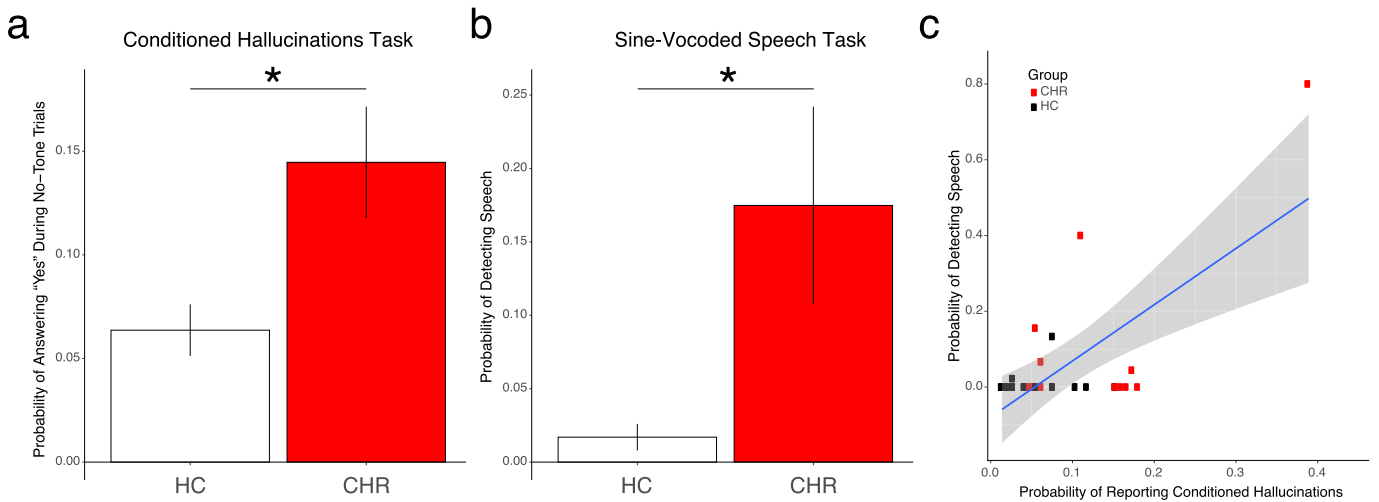 a
Conditioned Hallucinations Task
*
Probability of Answering “Yes” During No−Tone Trials
0.15
0.10
0.05
0.00
HC
CHR
b
Sine-Vocoded Speech Task
*
Probability of Detecting Speech
0.25
0.20
0.15
0.10
0.05
0.00
HC
CHR
c
Group
CHR
HC
Probability of Detecting Speech
0.8
0.6
0.4
0.2
0.0
0.0
0.1
0.2
0.3
0.4
Probability of Reporting Conditioned Hallucinations